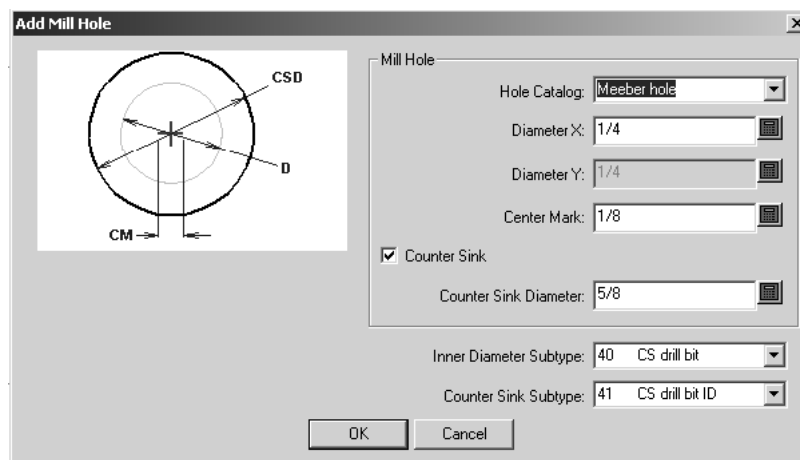 Add Mill Hole
CSD
D
CM
Mill Hole
Hole Catalog: Meeber hole
Diameter X: 1/4
Diameter Y: 1/4
Center Mark: 1/8
Counter Sink
Counter Sink Diameter: 5/8
Inner Diameter Subtype: 40 CS drill bit
Counter Sink Subtype: 41 CS drill bit ID
OK Cancel